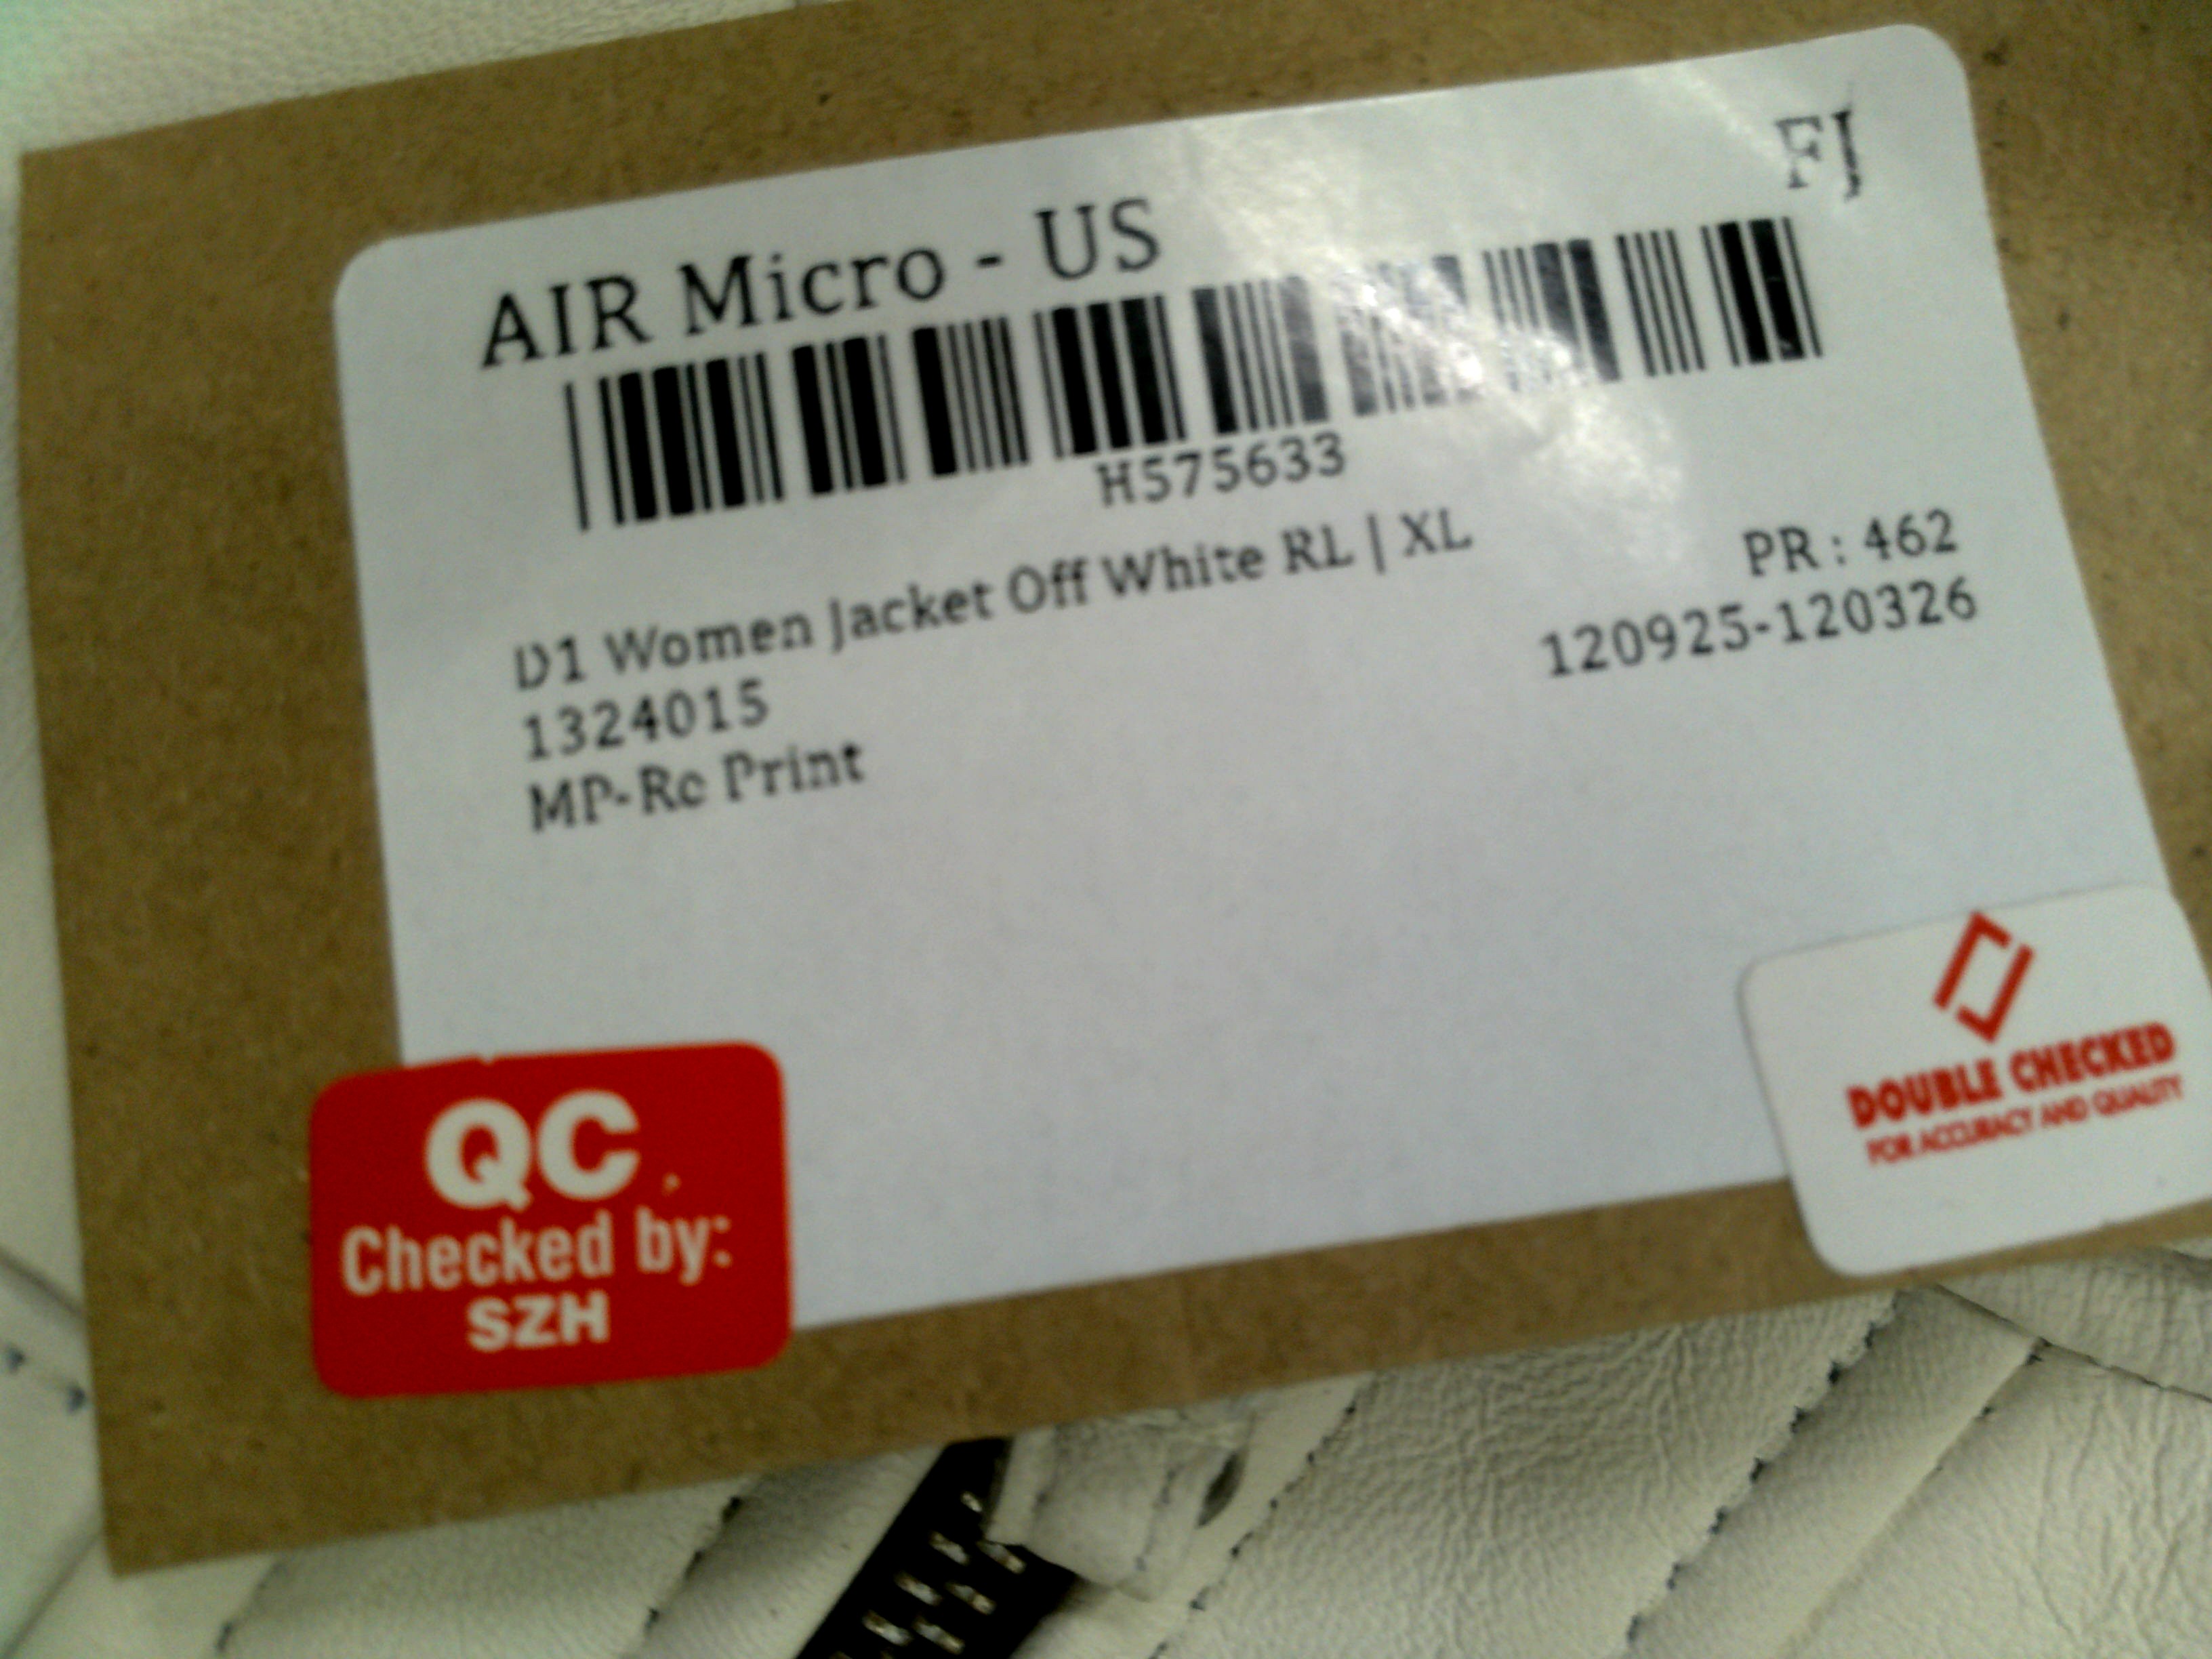 FJ
AIR Micro - US
H575633
D1 Women Jacket Off White RL | XL
PR : 462
1324015
120925-120326
MP-Re Print
QC
Checked by:
SZH
DOUBLE CHECKED
FOR ACCURACY AND QUALITY